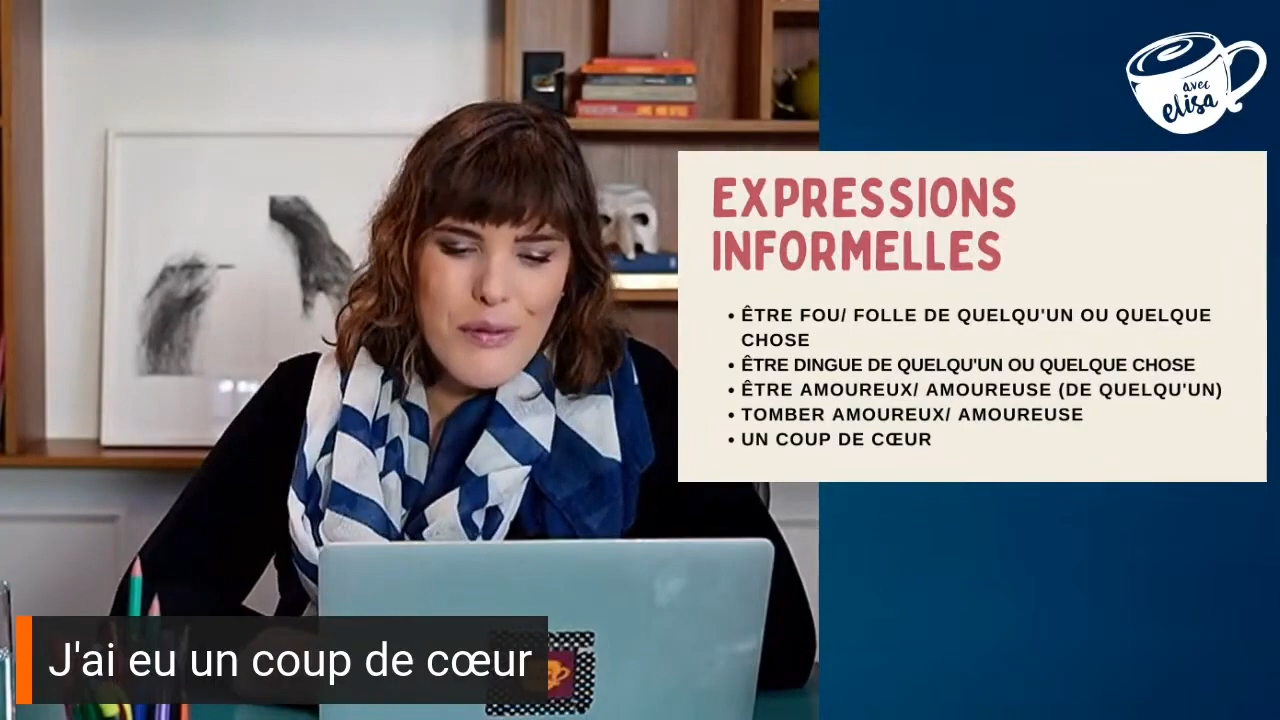 avec
elisa
EXPRESSIONS
INFORMELLES
• ÊTRE FOU/ FOLLE DE QUELQU'UN OU QUELQUE
CHOSE
• ÊTRE DINGUE DE QUELQU'UN OU QUELQUE CHOSE
• ÊTRE AMOUREUX/ AMOUREUSE (DE QUELQU'UN)
• TOMBER AMOUREUX/ AMOUREUSE
• UN COUP DE CŒUR
J'ai eu un coup de cœur